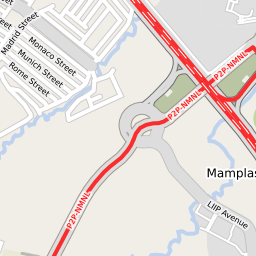 Madrid Street
Monaco Street
Munich Street
Rome Street
P2P-NMNL
P2P-NMNL
P2P-NMNL
P2P-NMNL
Mamplas
LIIP Avenue